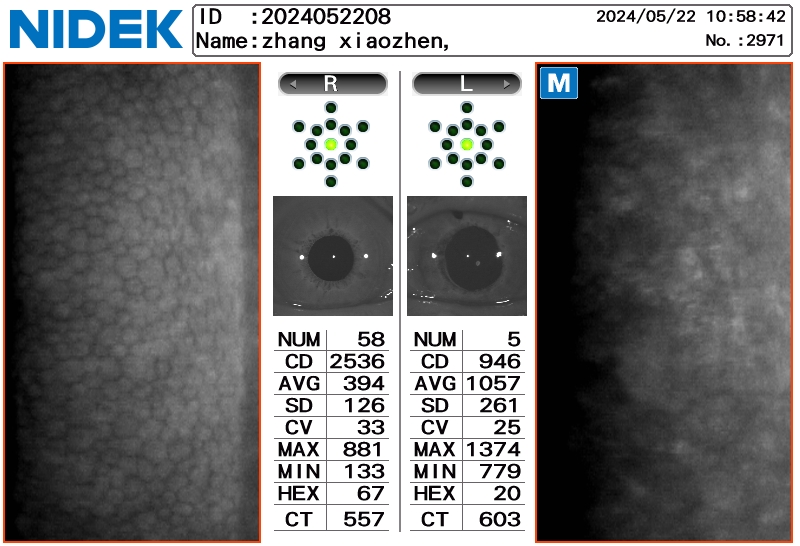 NIDEK
ID :2024052208
2024/05/22 10:58:42
Name:zhang xiaozhen,
No. :2971
R
L
M
NUM 58
CD 2536
AVG 394
SD 126
CV 33
MAX 881
MIN 133
HEX 67
CT 557
NUM 5
CD 946
AVG 1057
SD 261
CV 25
MAX 1374
MIN 779
HEX 20
CT 603